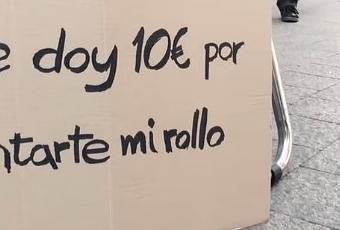 e doy 10€ por
ntarte mi rollo